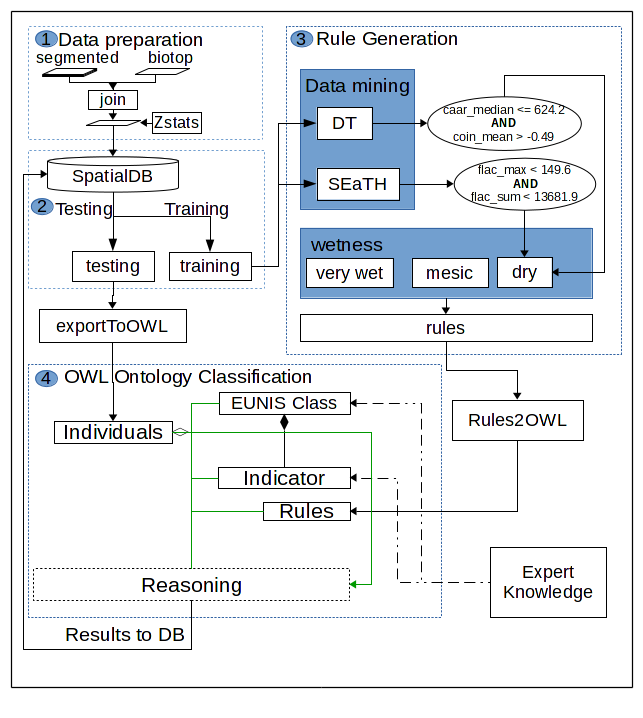 1 Data preparation
segmented
biotop
join
Zstats
SpatialDB
2 Testing
Training
testing
training
exportToOWL
3 Rule Generation
Data mining
DT
caar_median <= 624.2
AND
coin_mean > -0.49
SEaTH
flac_max < 149.6
AND
flac_sum < 13681.9
wetness
very wet
mesic
dry
rules
Rules2OWL
4 OWL Ontology Classification
EUNIS Class
Individuals
Indicator
Rules
Reasoning
Expert
Knowledge
Results to DB